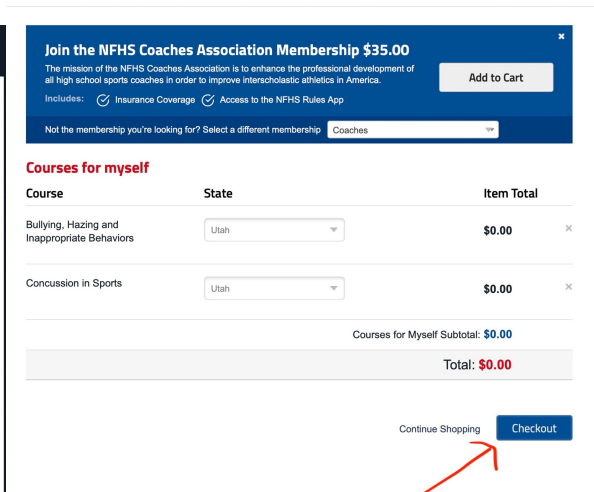 Join the NFHS Coaches Association Membership $35.00
The mission of the NFHS Coaches Association is to enhance the professional development of
all high school sports coaches in order to improve interscholastic athletics in America.
Add to Cart
Includes: Insurance Coverage Access to the NFHS Rules App
Not the membership you're looking for? Select a different membership Coaches
Courses for myself
Course State Item Total
Bullying, Hazing and
Inappropriate Behaviors
Utah $0.00
Concussion in Sports Utah $0.00
Courses for Myself Subtotal: $0.00
Total: $0.00
Continue Shopping Checkout